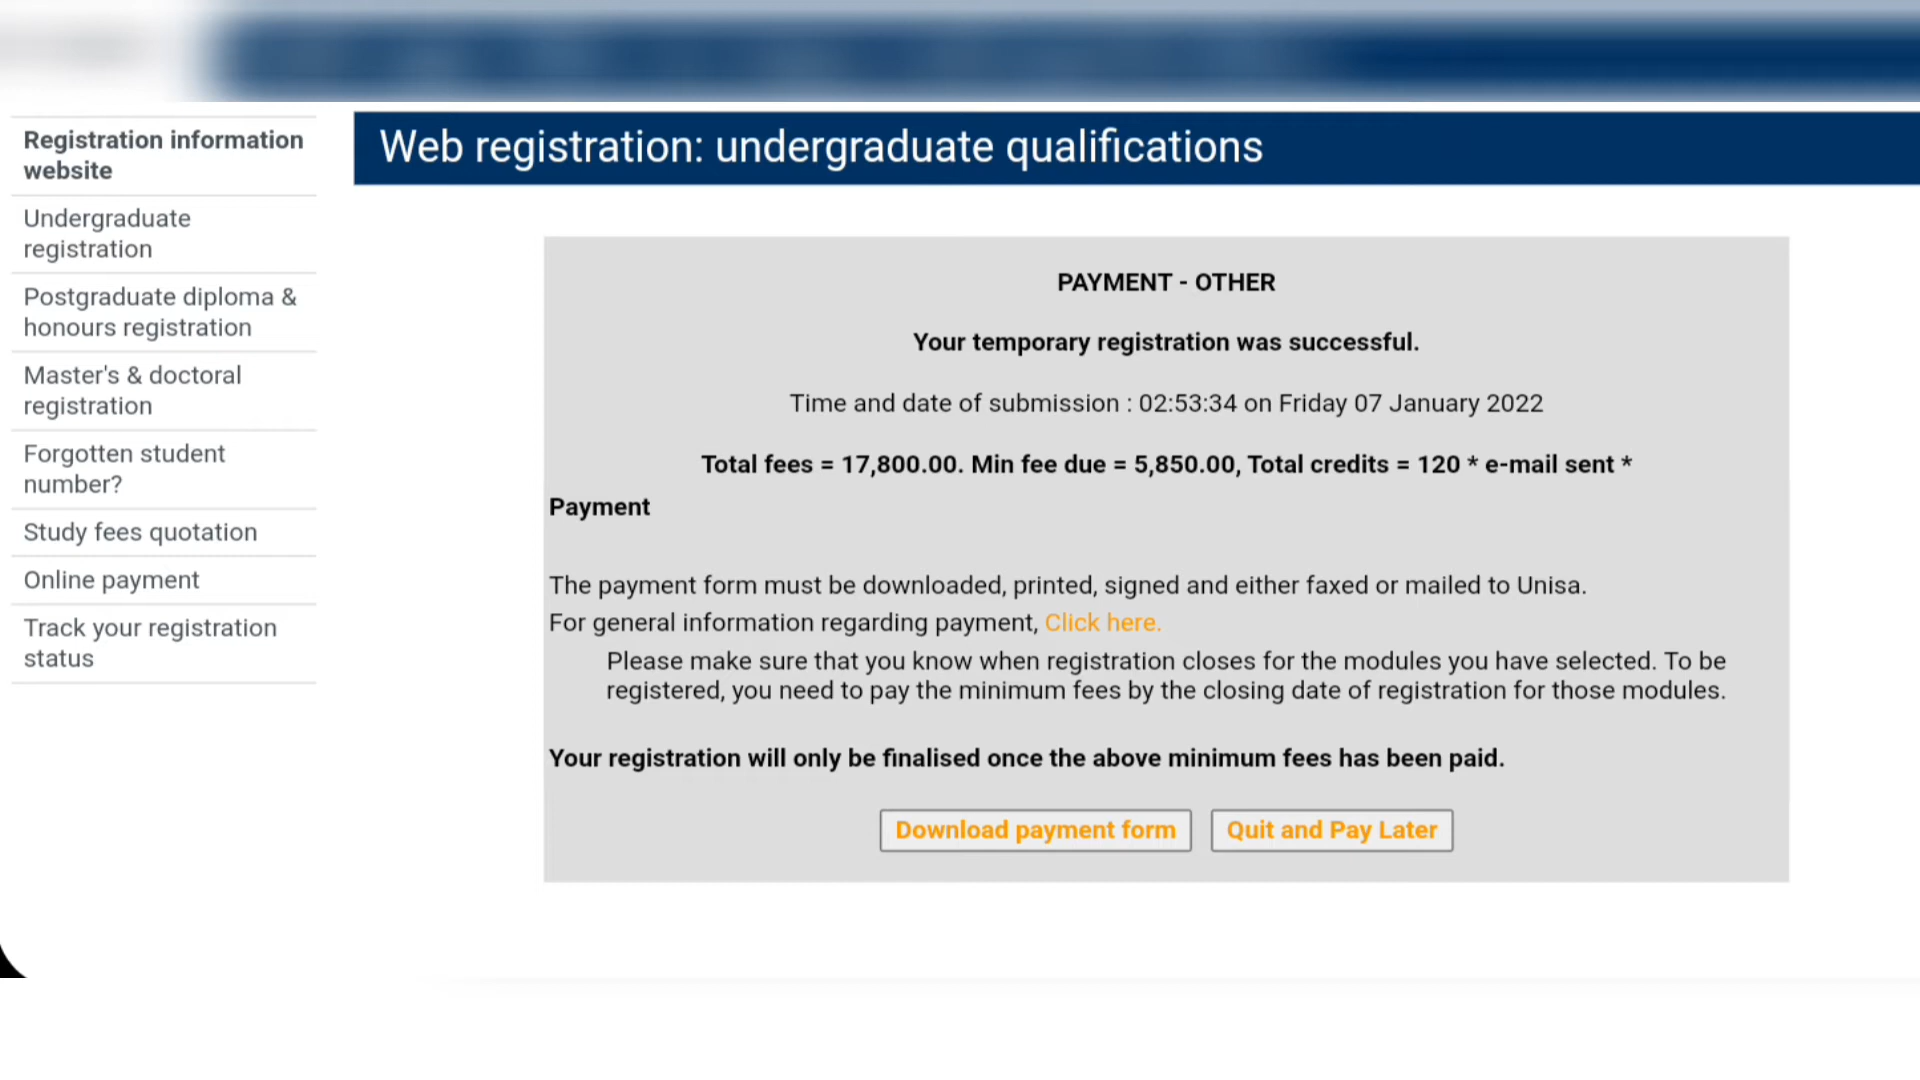 Registration information
website
Undergraduate
registration
Postgraduate diploma &
honours registration
Master's & doctoral
registration
Forgotten student
number?
Study fees quotation
Online payment
Track your registration
status
Web registration: undergraduate qualifications
PAYMENT - OTHER
Your temporary registration was successful.
Time and date of submission : 02:53:34 on Friday 07 January 2022
Total fees = 17,800.00. Min fee due = 5,850.00, Total credits = 120 * e-mail sent *
Payment
The payment form must be downloaded, printed, signed and either faxed or mailed to Unisa.
For general information regarding payment, Click here.
Please make sure that you know when registration closes for the modules you have selected. To be
registered, you need to pay the minimum fees by the closing date of registration for those modules.
Your registration will only be finalised once the above minimum fees has been paid.
Download payment form
Quit and Pay Later